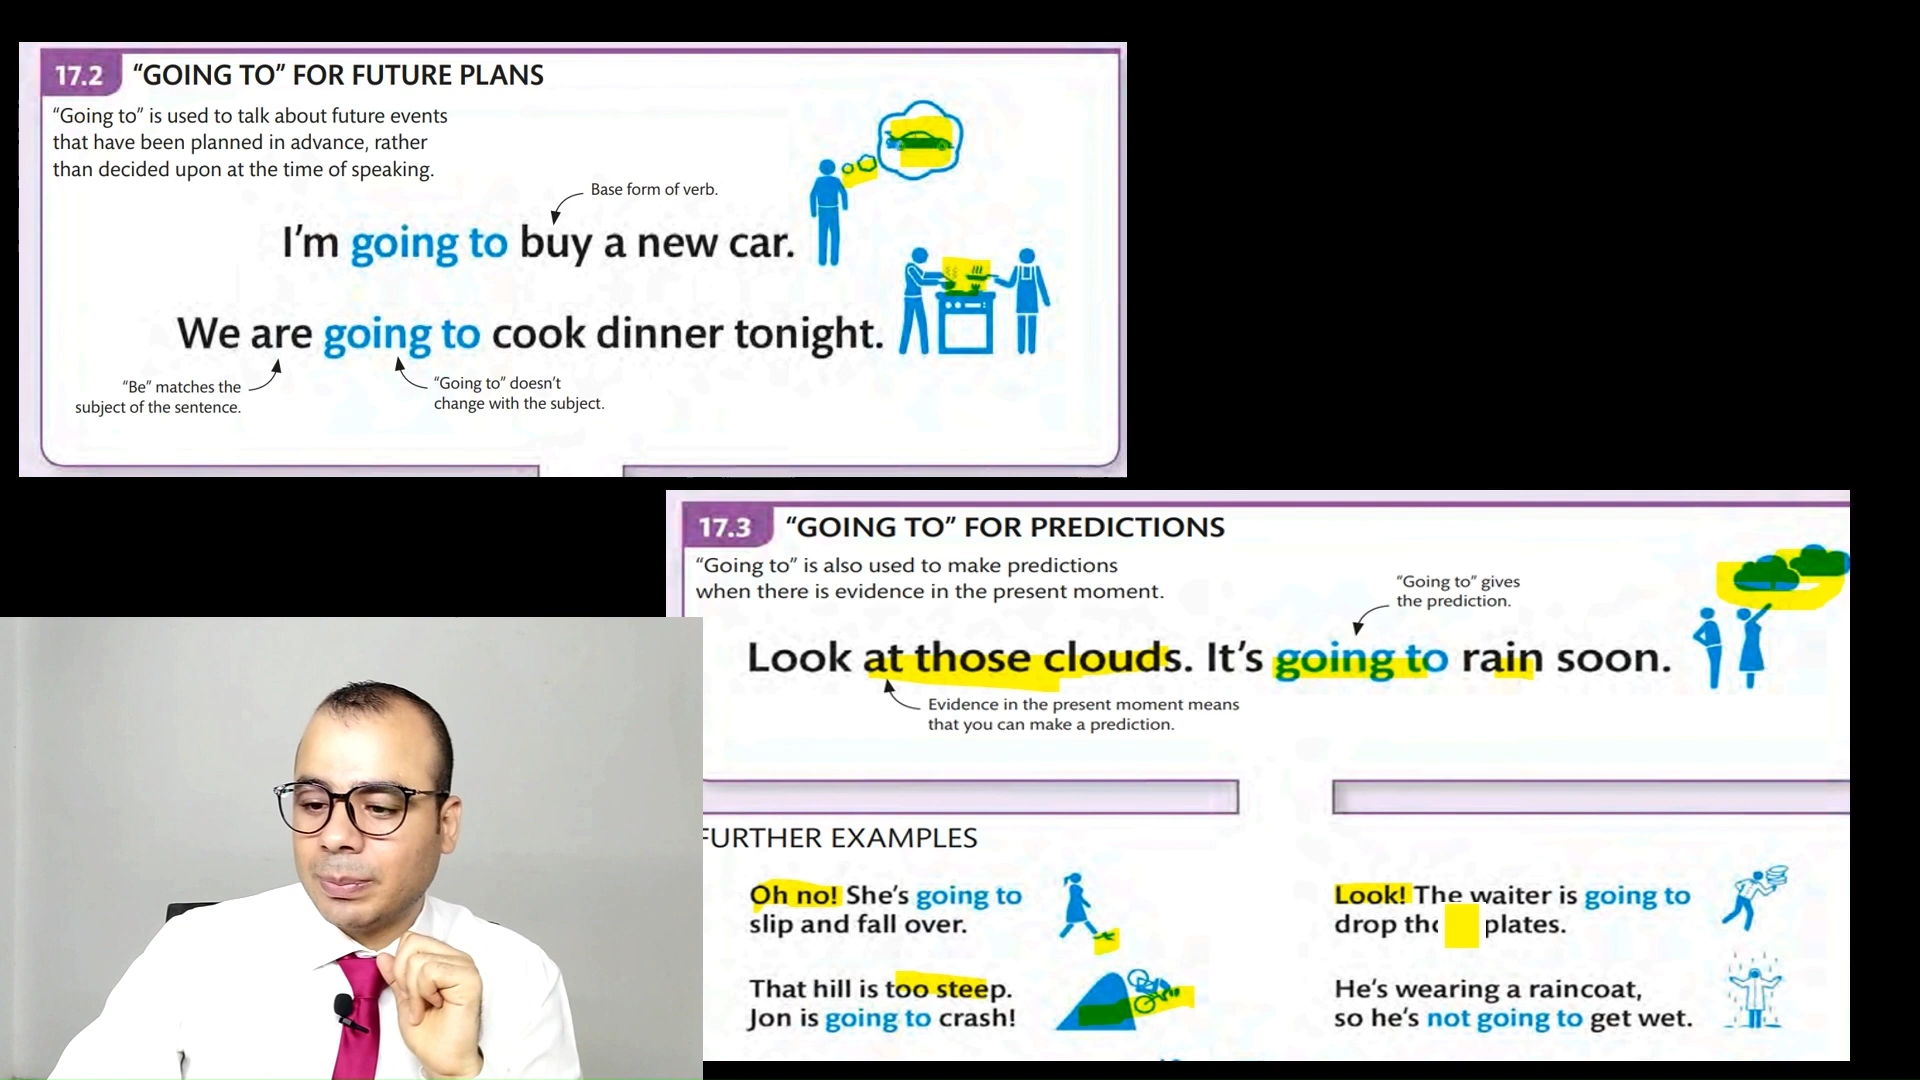 17.2 “GOING TO” FOR FUTURE PLANS
“Going to” is used to talk about future events
that have been planned in advance, rather
than decided upon at the time of speaking.
Base form of verb.
I’m going to buy a new car.
We are going to cook dinner tonight.
“Be” matches the
subject of the sentence.
“Going to” doesn’t
change with the subject.
17.3 “GOING TO” FOR PREDICTIONS
“Going to” is also used to make predictions
when there is evidence in the present moment.
“Going to” gives
the prediction.
Look at those clouds. It’s going to rain soon.
Evidence in the present moment means
that you can make a prediction.
FURTHER EXAMPLES
Oh no! She’s going to
slip and fall over.
Look! The waiter is going to
drop plates.
That hill is too steep.
Jon is going to crash!
He’s wearing a raincoat,
so he’s not going to get wet.